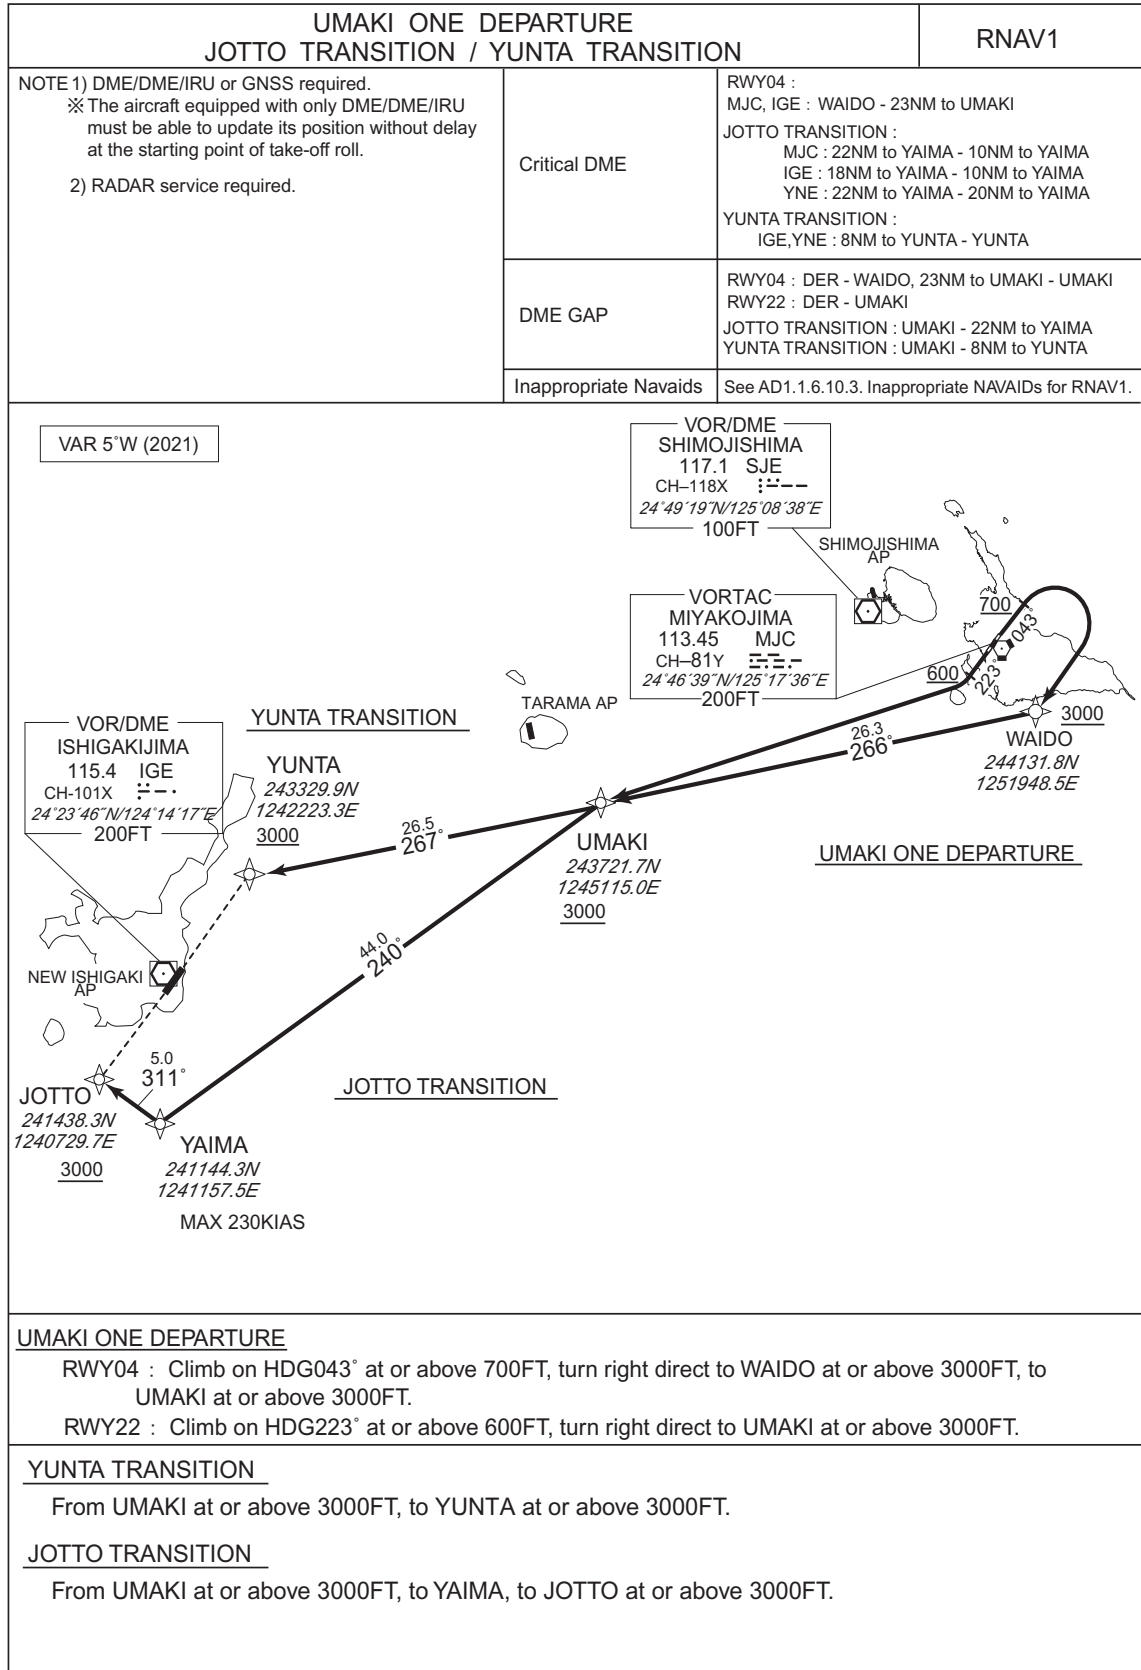 UMAKI ONE DEPARTURE
JOTTO TRANSITION / YUNTA TRANSITION
RNAV1
NOTE 1) DME/DME/IRU or GNSS required.
※ The aircraft equipped with only DME/DME/IRU
must be able to update its position without delay
at the starting point of take-off roll.
2) RADAR service required.
Critical DME
RWY04 :
MJC, IGE : WAIDO - 23NM to UMAKI
JOTTO TRANSITION :
MJC : 22NM to YAIMA - 10NM to YAIMA
IGE : 18NM to YAIMA - 10NM to YAIMA
YNE : 22NM to YAIMA - 20NM to YAIMA
YUNTA TRANSITION :
IGE,YNE : 8NM to YUNTA - YUNTA
DME GAP
RWY04 : DER - WAIDO, 23NM to UMAKI - UMAKI
RWY22 : DER - UMAKI
JOTTO TRANSITION : UMAKI - 22NM to YAIMA
YUNTA TRANSITION : UMAKI - 8NM to YUNTA
Inappropriate Navaids
See AD1.1.6.10.3. Inappropriate NAVAIDs for RNAV1.
VAR 5˚W (2021)
VOR/DME
SHIMOJISHIMA
117.1 SJE
CH–118X
24˚49´19˝N/125˚08´38˝E
100FT
SHIMOJISHIMA
AP
VORTAC
MIYAKOJIMA
113.45 MJC
CH–81Y
24˚46´39˝N/125˚17´36˝E
200FT
700
043˚
600
223˚
TARAMA AP
3000
WAIDO
244131.8N
1251948.5E
26.3
266˚
VOR/DME
ISHIGAKIJIMA
115.4 IGE
CH-101X
24˚23´46˝N/124˚14´17˝E
200FT
YUNTA TRANSITION
YUNTA
243329.9N
1242223.3E
3000
26.5
267˚
UMAKI
243721.7N
1245115.0E
3000
UMAKI ONE DEPARTURE
44.0
240˚
NEW ISHIGAKI
AP
5.0
311˚
JOTTO TRANSITION
JOTTO
241438.3N
1240729.7E
3000
YAIMA
241144.3N
1241157.5E
MAX 230KIAS
UMAKI ONE DEPARTURE
RWY04 : Climb on HDG043˚ at or above 700FT, turn right direct to WAIDO at or above 3000FT, to
UMAKI at or above 3000FT.
RWY22 : Climb on HDG223˚ at or above 600FT, turn right direct to UMAKI at or above 3000FT.
YUNTA TRANSITION
From UMAKI at or above 3000FT, to YUNTA at or above 3000FT.
JOTTO TRANSITION
From UMAKI at or above 3000FT, to YAIMA, to JOTTO at or above 3000FT.